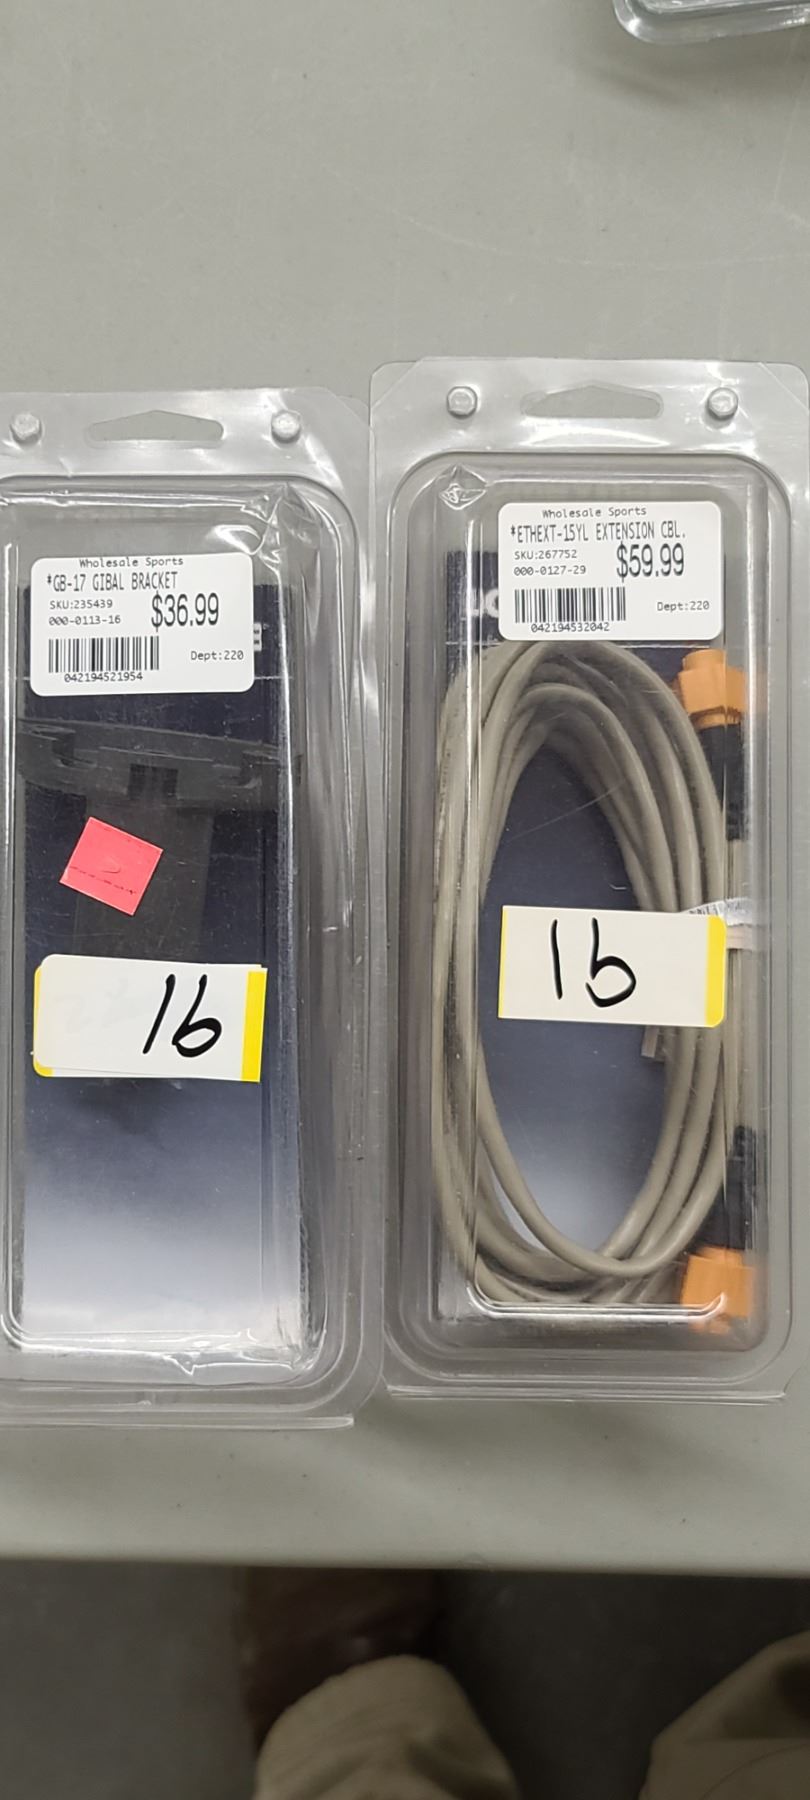 Wholesale Sports
*GB-17 GIBAL BRACKET
SKU:235439
000-0113-16
$36.99
Dept:220
042194521954
16
Wholesale Sports
*ETHEXT-15YL EXTENSION CBL.
SKU:267752
000-0127-29
$59.99
Dept:220
042194532042
LO
16